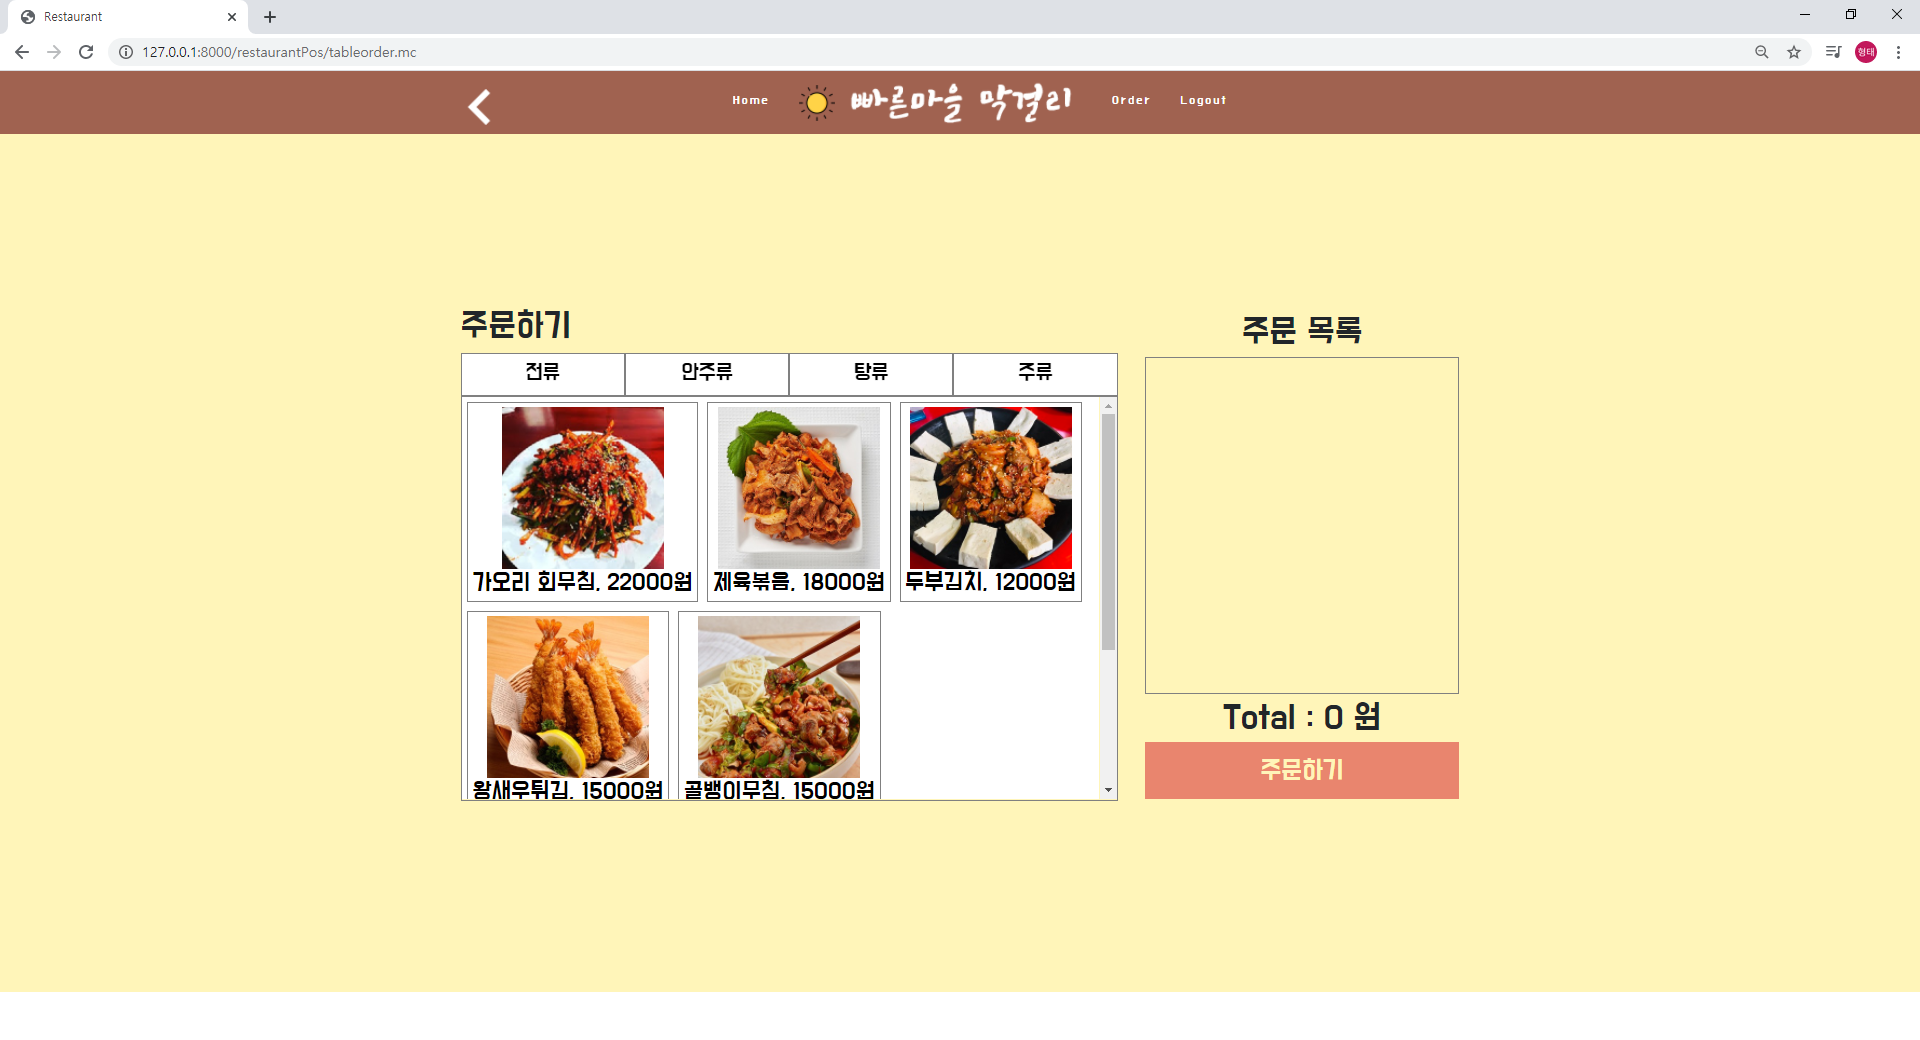 Restaurant
127.0.0.1:8000/restaurantPos/tableorder.mc
형태
Home
빠른마을 막걸리
Order
Logout
주문하기
주문 목록
전류
안주류
탕류
주류
가오리 회무침, 22000원
제육볶음, 18000원
두부김치, 12000원
왕새우튀김, 15000원
골뱅이무침, 15000원
Total : 0 원
주문하기